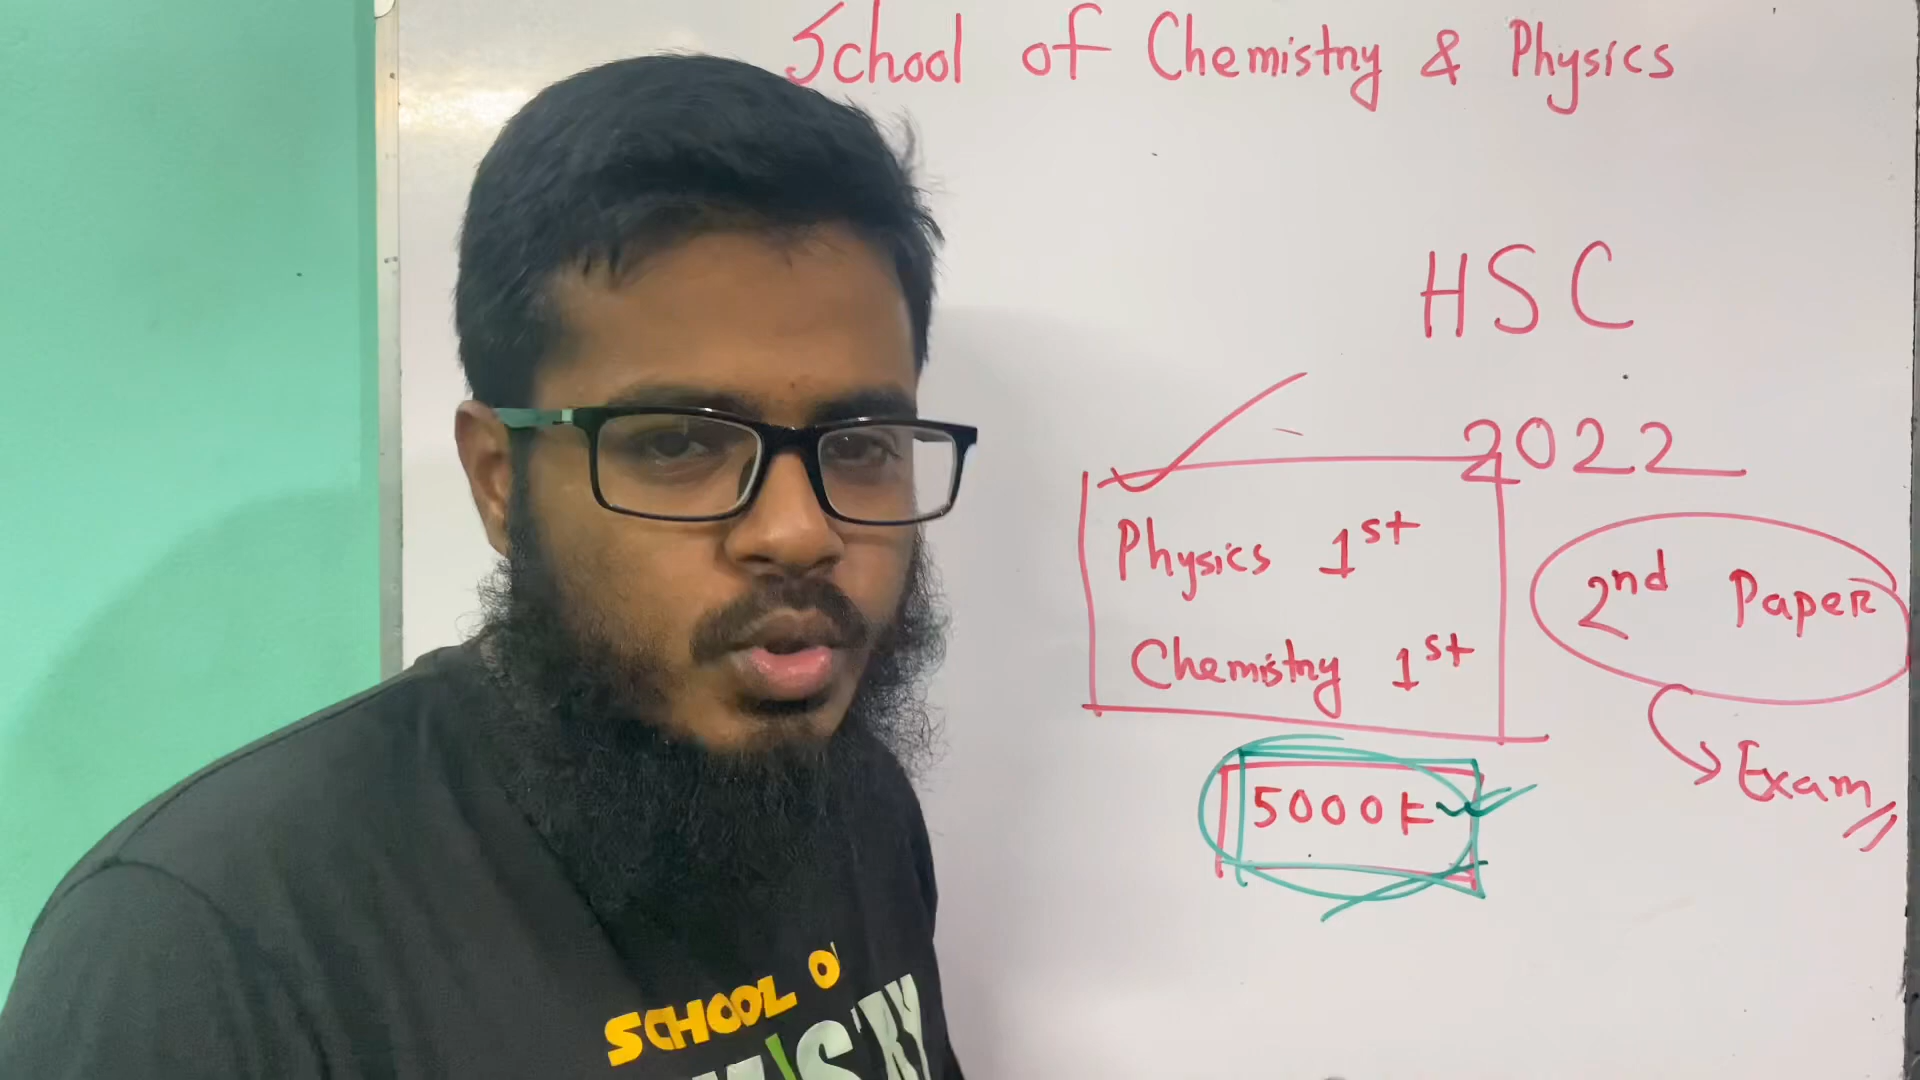 School of Chemistry & Physics
HSC
2022
Physics 1st
Chemistry 1st
2nd Paper
Exam
5000
SCHOOL O